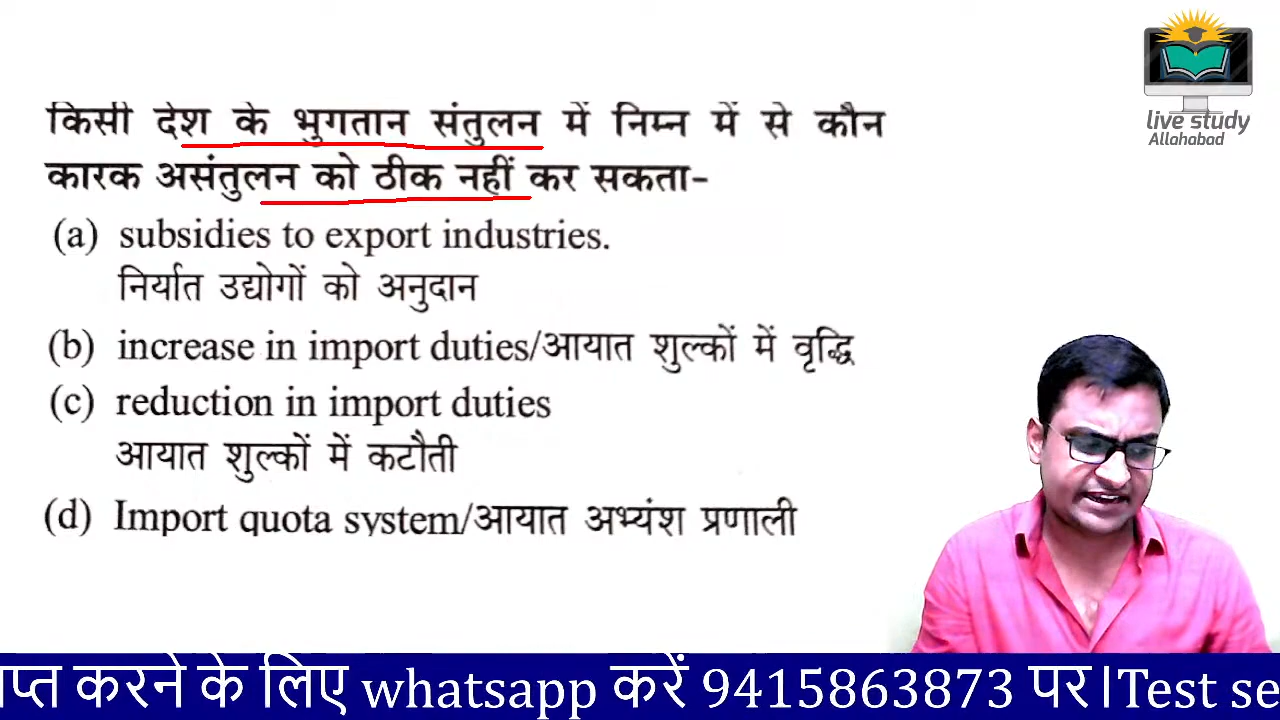 live study
Allahabad
किसी देश के भुगतान संतुलन में निम्न में से कौन
कारक असंतुलन को ठीक नहीं कर सकता-
(a) subsidies to export industries.
निर्यात उद्योगों को अनुदान
(b) increase in import duties/आयात शुल्कों में वृद्धि
(c) reduction in import duties
आयात शुल्कों में कटौती
(d) Import quota system/आयात अभ्यंश प्रणाली
प्त करने के लिए whatsapp करें 9415863873 पर।Test se